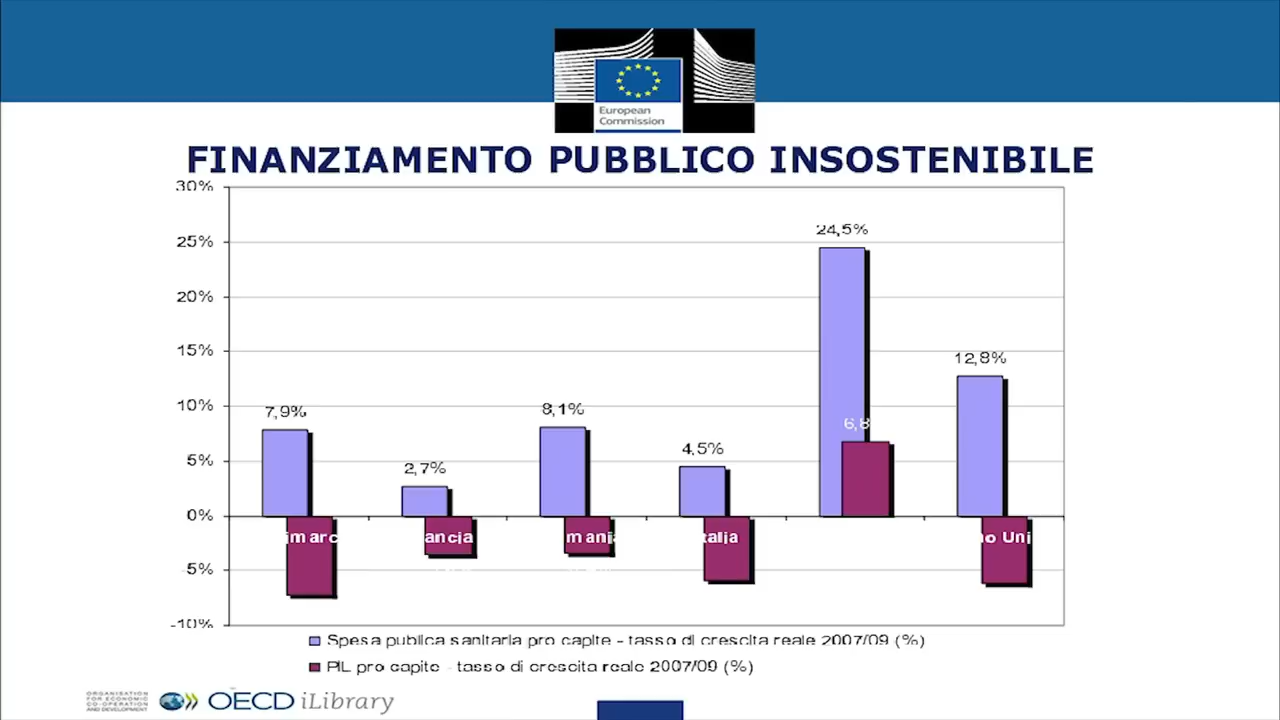 European
Commission
FINANZIAMENTO PUBBLICO INSOSTENIBILE
30%
25%
20%
15%
10%
5%
0%
5%
-10%
7,9%
2,7%
8,1%
4,5%
24,5%
12,8%
6,8
imarc
ancia
mania
talia
no Uni
Spesa publica sanitaria pro capite - tasso di crescita reale 2007/09 (%)
PIL pro capite - tasso di crescita reale 2007/09 (%)
ORGANISATION
FOR ECONOMIC
CO-OPERATION
AND DEVELOPMENT
OECD iLibrary